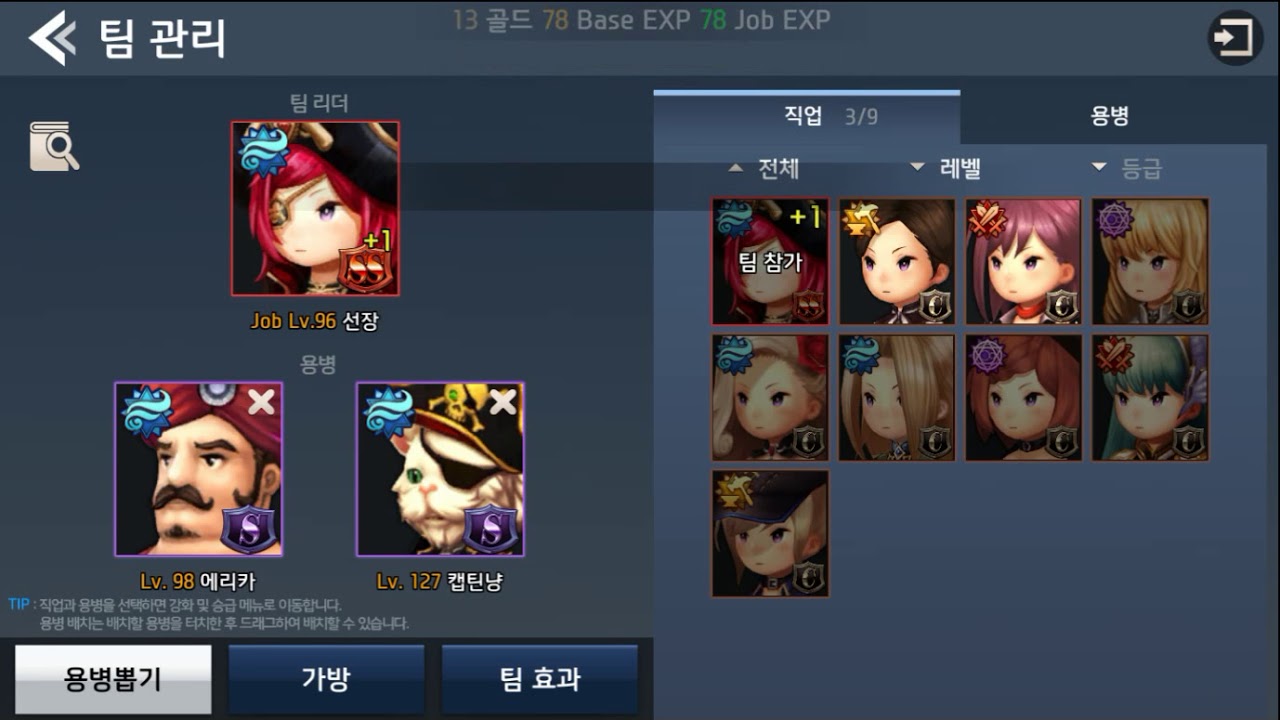 팀 관리
13 골드 78 Base EXP 78 Job EXP
팀 리더
+1
SS
Job Lv.96 선장
용병
S
S
Lv. 98 에리카
Lv. 127 캡틴냥
TIP : 직업과 용병을 선택하면 강화 및 승급 메뉴로 이동합니다.
용병 배치는 배치할 용병을 터치한 후 드래그하여 배치할 수 있습니다.
용병뽑기
가방
팀 효과
직업 3/9
용병
전체
레벨
등급
+1
팀 참가
SS
C
C
C
C
C
C
C
C